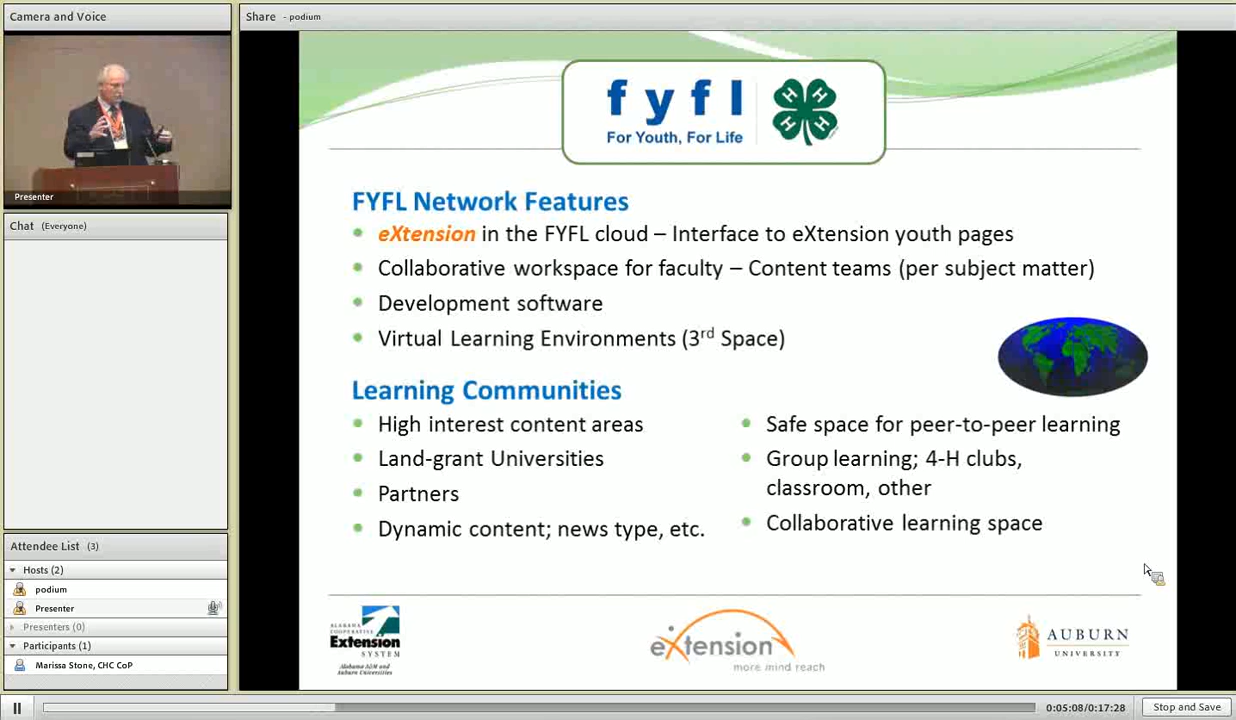 Camera and Voice
Share - podium
Presenter
Chat (Everyone)
Attendee List (3)
Hosts (2)
podium
Presenter
Presenters (0)
Participants (1)
Marissa Stone, CHC CoP
fyfl
For Youth, For Life
H H H H
FYFL Network Features
eXtension in the FYFL cloud – Interface to eXtension youth pages
Collaborative workspace for faculty – Content teams (per subject matter)
Development software
Virtual Learning Environments (3rd Space)
Learning Communities
High interest content areas
Land-grant Universities
Partners
Dynamic content; news type, etc.
Safe space for peer-to-peer learning
Group learning; 4-H clubs,
classroom, other
Collaborative learning space
ALABAMA
COOPERATIVE
Extension
SYSTEM
Alabama A&M and
Auburn Universities
eXtension
more mind reach
AUBURN
UNIVERSITY
0:05:08/0:17:28
Stop and Save